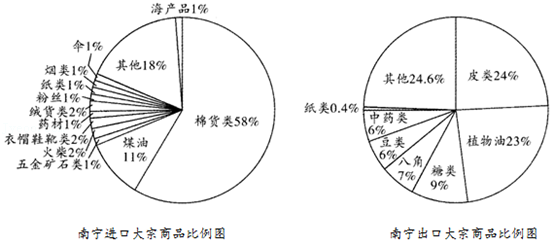 海产品1%
伞1%
烟类1%
纸类1%
粉丝1%
绒货类2%
药材1%
衣帽鞋靴类2%
火柴2%
五金矿石类1%
其他18%
棉货类58%
煤油
11%
南宁进口大宗商品比例图
其他24.6%
皮类24%
纸类0.4%
中药类
6%
豆类
6%
八角
7%
糖类
9%
植物油23%
南宁出口大宗商品比例图